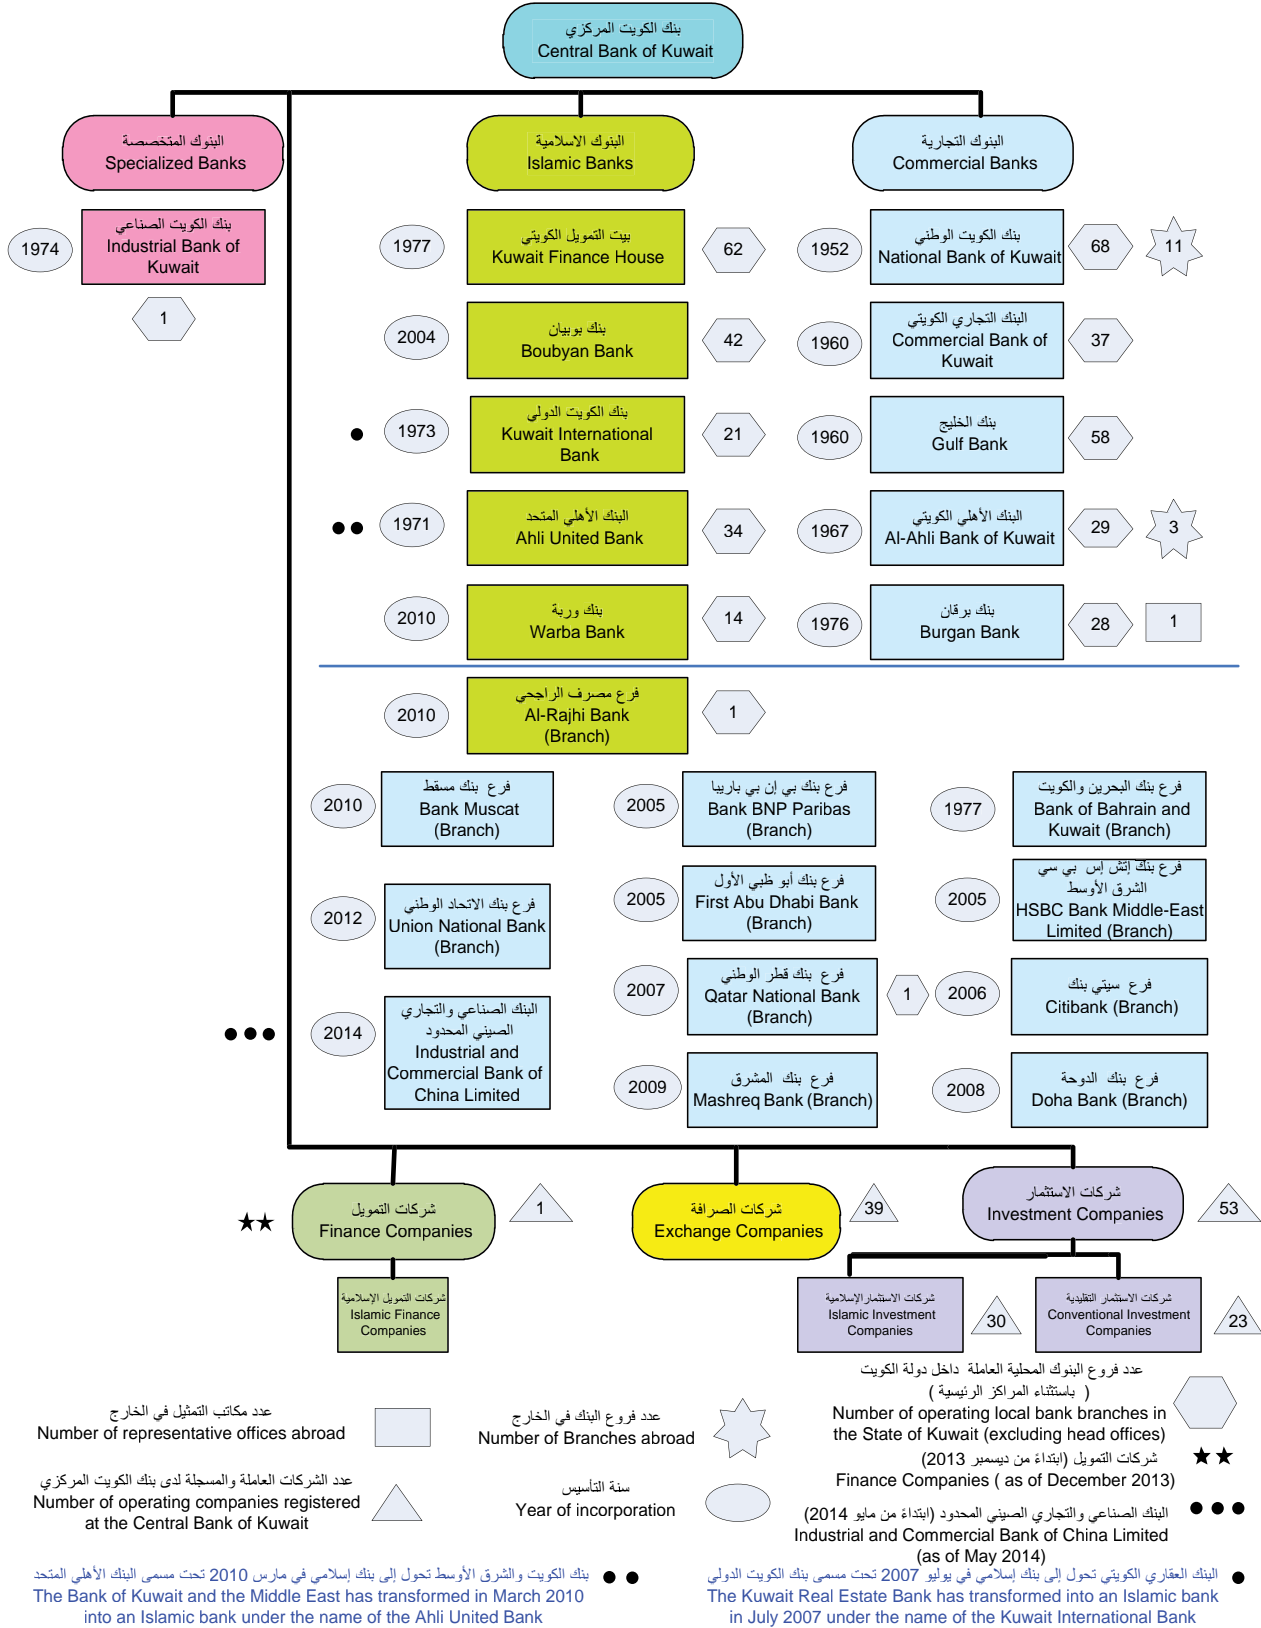 بنك الكويت المركزي
Central Bank of Kuwait
البنوك المتخصصة
Specialized Banks
البنوك الاسلامية
Islamic Banks
البنوك التجارية
Commercial Banks
1974
بنك الكويت الصناعي
Industrial Bank of
Kuwait
1
1977
بيت التمويل الكويتي
Kuwait Finance House
62
1952
بنك الكويت الوطني
National Bank of Kuwait
68
11
2004
بنك بوبيان
Boubyan Bank
42
1960
البنك التجاري الكويتي
Commercial Bank of
Kuwait
37
1973
بنك الكويت الدولي
Kuwait International
Bank
21
1960
بنك الخليج
Gulf Bank
58
1971
البنك الأهلي المتحد
Ahli United Bank
34
1967
البنك الأهلي الكويتي
Al-Ahli Bank of Kuwait
29
3
2010
بنك وربة
Warba Bank
14
1976
بنك برقان
Burgan Bank
28
1
2010
فرع مصرف الراجحي
Al-Rajhi Bank
(Branch)
1
2010
فرع بنك مسقط
Bank Muscat
(Branch)
2005
فرع بنك بي إن بي باريبا
Bank BNP Paribas
(Branch)
1977
فرع بنك البحرين والكويت
Bank of Bahrain and
Kuwait (Branch)
2012
فرع بنك الاتحاد الوطني
Union National Bank
(Branch)
2005
فرع بنك أبو ظبي الأول
First Abu Dhabi Bank
(Branch)
2005
فرع بنك إتش إس بي سي
الشرق الأوسط
HSBC Bank Middle-East
Limited (Branch)
2007
فرع بنك قطر الوطني
Qatar National Bank
(Branch)
1
2006
فرع سيتي بنك
Citibank (Branch)
2014
البنك الصناعي والتجاري
الصيني المحدود
Industrial and
Commercial Bank of
China Limited
2009
فرع بنك المشرق
Mashreq Bank (Branch)
2008
فرع بنك الدوحة
Doha Bank (Branch)
شركات التمويل
Finance Companies
1
شركات الصرافة
Exchange Companies
39
شركات الاستثمار
Investment Companies
53
شركات التمويل الإسلامية
Islamic Finance
Companies
شركات الاستثمار الإسلامية
Islamic Investment
Companies
30
شركات الاستثمار التقليدية
Conventional Investment
Companies
23
عدد فروع البنوك المحلية العاملة داخل دولة الكويت
( باستثناء المراكز الرئيسية )
Number of operating local bank branches in
the State of Kuwait (excluding head offices)
عدد مكاتب التمثيل في الخارج
Number of representative offices abroad
عدد فروع البنك في الخارج
Number of Branches abroad
شركات التمويل (ابتداءً من ديسمبر 2013)
Finance Companies ( as of December 2013)
عدد الشركات العاملة والمسجلة لدى بنك الكويت المركزي
Number of operating companies registered
at the Central Bank of Kuwait
سنة التأسيس
Year of incorporation
البنك الصناعي والتجاري الصيني المحدود (ابتداءً من مايو 2014)
Industrial and Commercial Bank of China Limited
(as of May 2014)
بنك الكويت والشرق الأوسط تحول إلى بنك إسلامي في مارس 2010 تحت مسمى البنك الأهلي المتحد
The Bank of Kuwait and the Middle East has transformed in March 2010
into an Islamic bank under the name of the Ahli United Bank
البنك العقاري الكويتي تحول إلى بنك إسلامي في يوليو 2007 تحت مسمى بنك الكويت الدولي
The Kuwait Real Estate Bank has transformed into an Islamic bank
in July 2007 under the name of the Kuwait International Bank